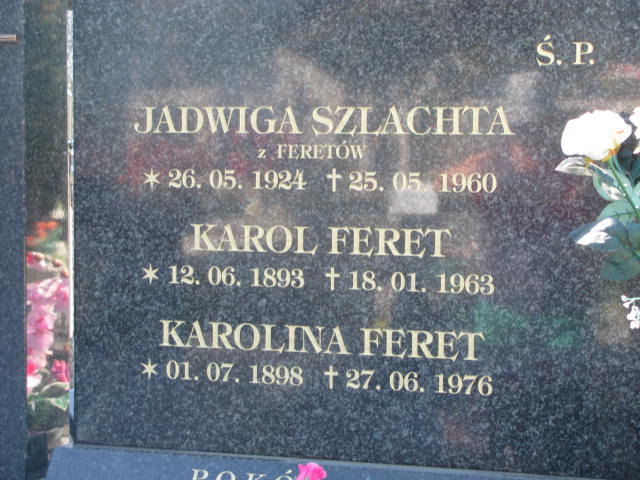 Ś. P.
JADWIGA SZLACHTA
z FERETÓW
✶ 26. 05. 1924 † 25. 05. 1960
KAROL FERET
✶ 12. 06. 1893 † 18. 01. 1963
KAROLINA FERET
✶ 01. 07. 1898 † 27. 06. 1976